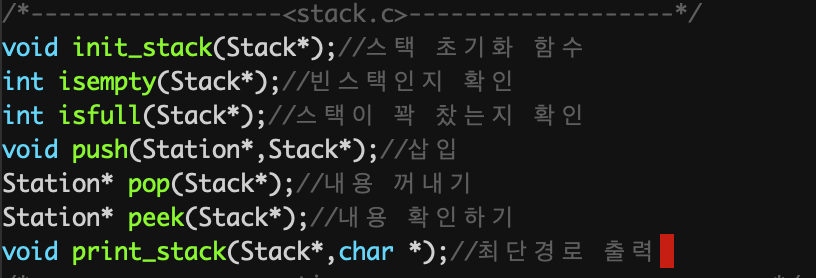 /*------------------<stack.c>-------------------*/
void init_stack(Stack*);//스택 초기화 함수
int isempty(Stack*);//빈스택인지 확인
int isfull(Stack*);//스택이 꽉 찼는지 확인
void push(Station*,Stack*);//삽입
Station* pop(Stack*);//내용 꺼내기
Station* peek(Stack*);//내용 확인하기
void print_stack(Stack*,char *);//최단경로 출력